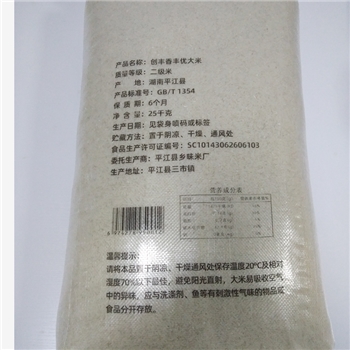 产品名称：创丰香丰优大米
质量等级：二级米
产地：湖南平江县
产品标准号：GB/T 1354
保质期：6个月
净含量：25千克
生产日期：见袋身喷码或标签
贮藏方法：置于阴凉、干燥、通风处
食品生产许可证编号：SC10143062606103
委托生产商：平江县乡味米厂
生产地址：平江县三市镇
营养成分表
温馨提示：
请将本品置于阴凉、干燥通风处保存温度20℃及相对
湿度70%以下最佳，避免阳光直射，大米易吸收空气
中的异味，应与洗涤剂、鱼等有刺激性气味的物品或
食品分开存放。